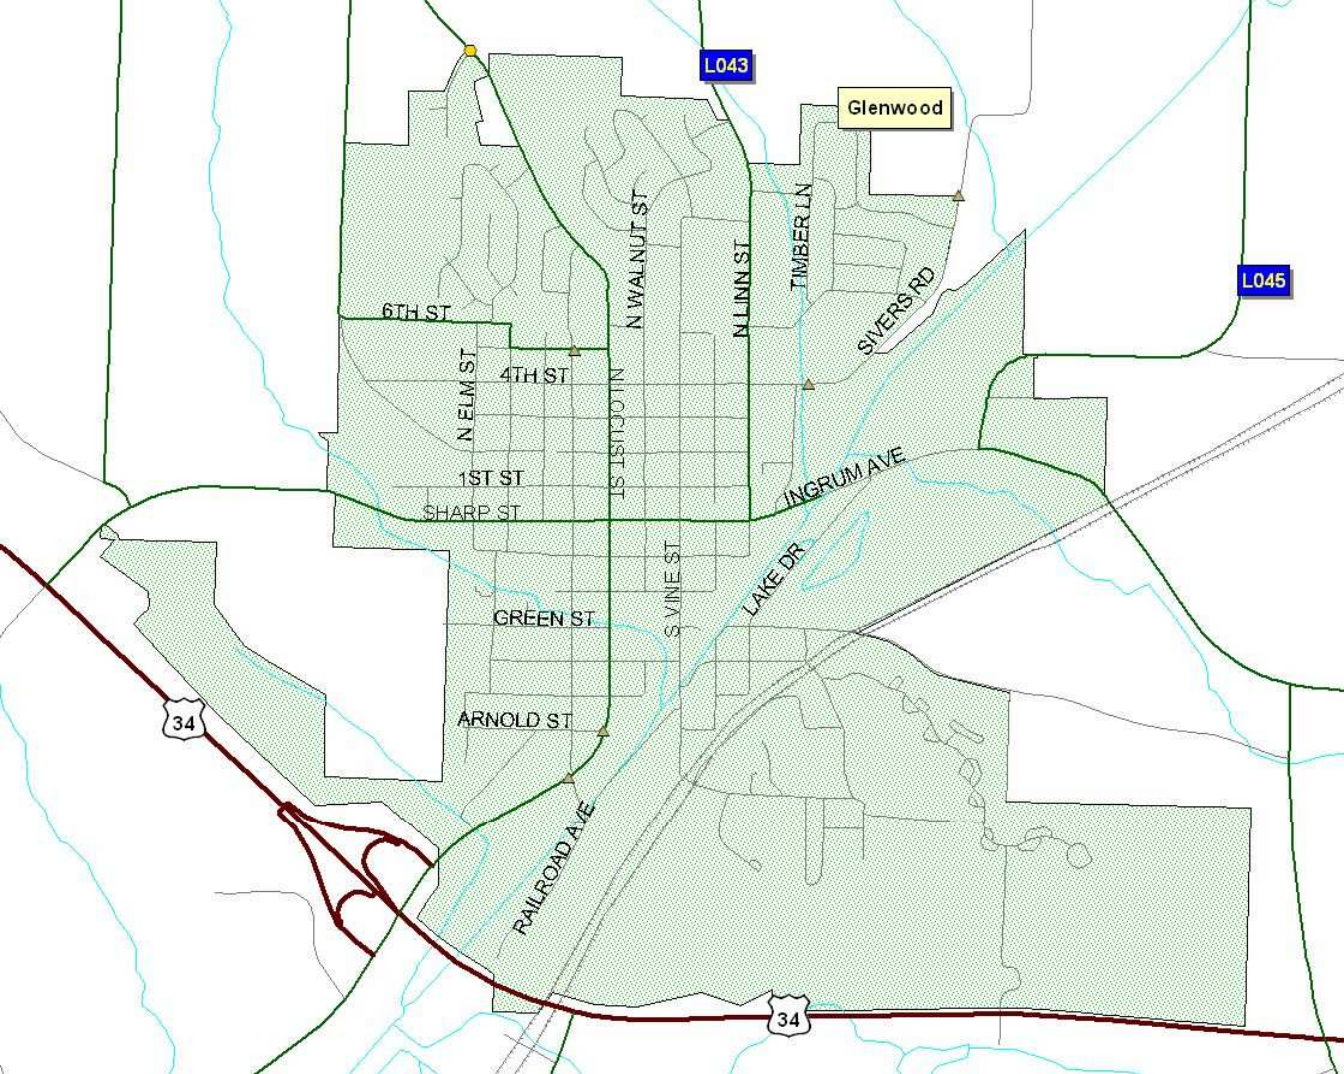 L043
Glenwood
N WALNUT ST
TIMBER LN
N LINN ST
L045
SIVERS RD
6TH ST
4TH ST
N ELM ST
N LOCUST ST
1ST ST
INGRUM AVE
SHARP ST
S VINE ST
LAKE DR
GREEN ST
34
ARNOLD ST
RAILROAD AVE
34